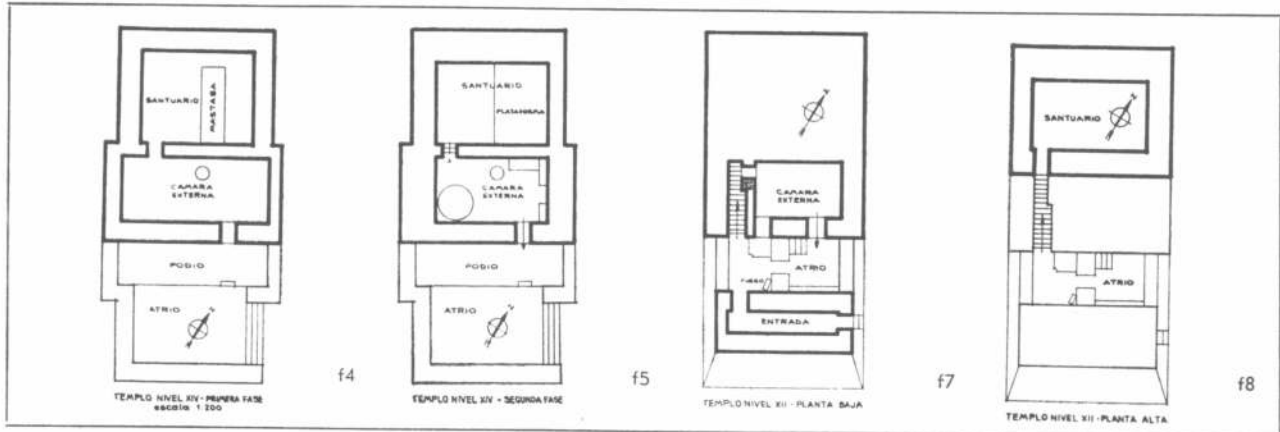 SANTUARIO
MASTABA
CAMARA
EXTERNA
PODIO
ATRIO
N
TEMPLO NIVEL XIV - PRIMERA FASE
escala 1:200
f4
SANTUARIO
PLATAFORMA
CAMARA
EXTERNA
PODIO
ATRIO
N
TEMPLO NIVEL XIV - SEGUNDA FASE
f5
N
CAMARA
EXTERNA
ATRIO
ENTRADA
TEMPLO NIVEL XII - PLANTA BAJA
f7
SANTUARIO
N
ATRIO
TEMPLO NIVEL XII - PLANTA ALTA
f8